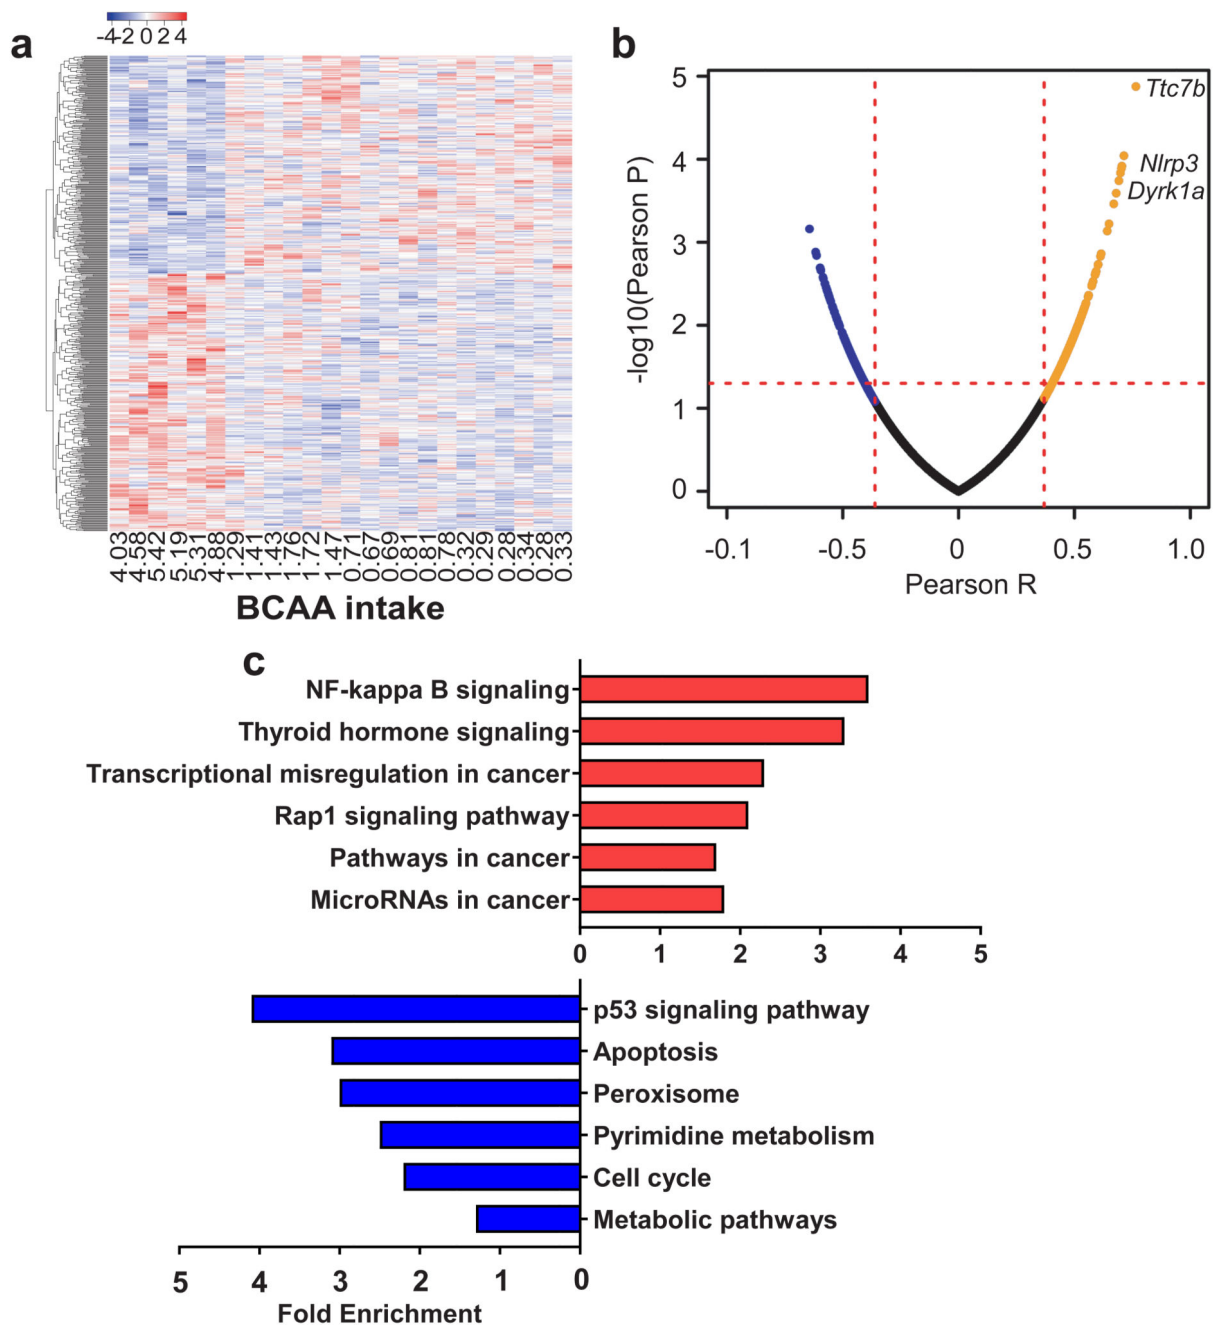 a
-4 -2 0 2 4
4.03 4.58 5.42 5.19 5.31 4.88 1.29 1.41 1.43 1.76 1.72 1.47 0.71 0.67 0.69 0.81 0.81 0.78 0.32 0.29 0.28 0.34 0.28 0.33
BCAA intake
b
5
4
3
2
1
0
-log10(Pearson P)
Ttc7b
Nlrp3
Dyrk1a
-0.1 -0.5 0 0.5 1.0
Pearson R
c
NF-kappa B signaling
Thyroid hormone signaling
Transcriptional misregulation in cancer
Rap1 signaling pathway
Pathways in cancer
MicroRNAs in cancer
0 1 2 3 4 5
p53 signaling pathway
Apoptosis
Peroxisome
Pyrimidine metabolism
Cell cycle
Metabolic pathways
5 4 3 2 1 0
Fold Enrichment